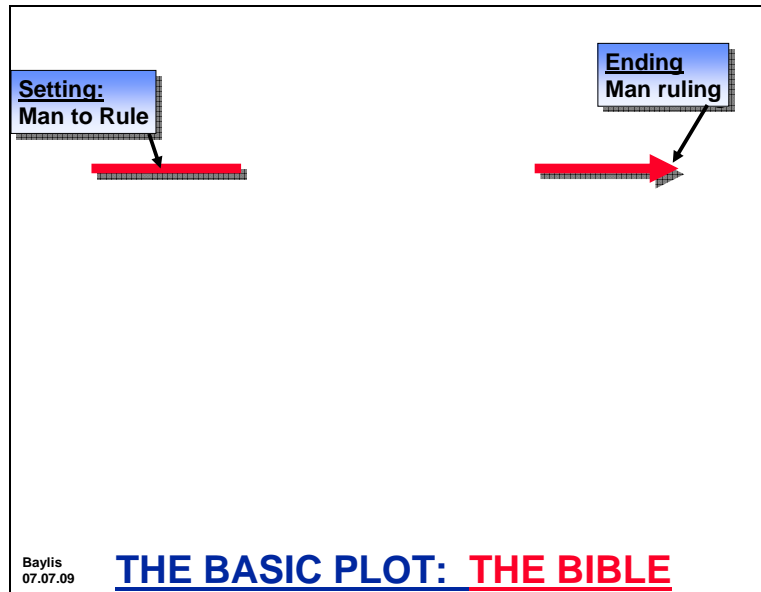 Setting:
Man to Rule
Ending
Man ruling
Baylis
07.07.09
THE BASIC PLOT: THE BIBLE